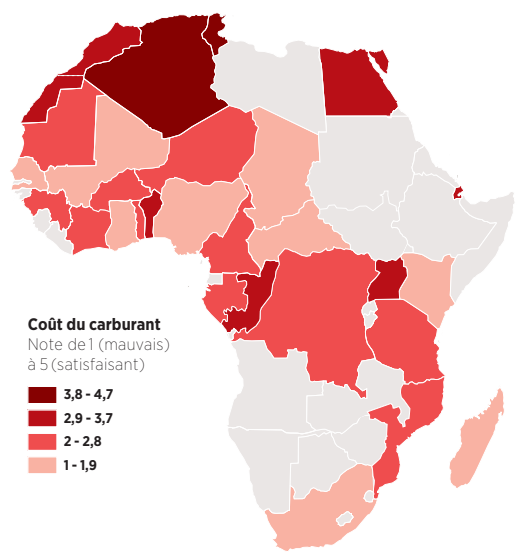 Coût du carburant
Note de 1 (mauvais)
à 5 (satisfaisant)
3,8 - 4,7
2,9 - 3,7
2 - 2,8
1 - 1,9